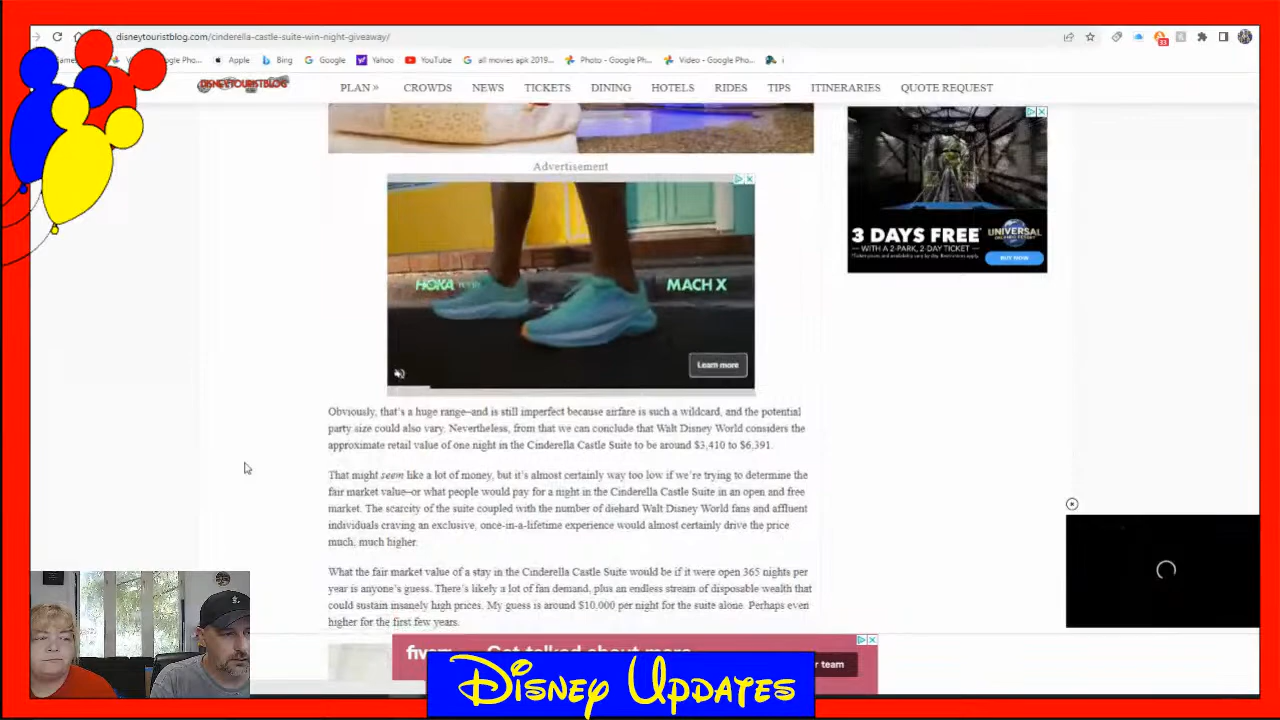 disneytouristblog.com/cinderella-castle-suite-win-night-giveaway/
Apple Bing Google Yahoo YouTube all movies apk 2019... Photo - Google Ph... Video - Google Pho...
DISNEYTOURISTBLOG PLAN » CROWDS NEWS TICKETS DINING HOTELS RIDES TIPS ITINERARIES QUOTE REQUEST
Advertisement
HOKA
MACH X
Learn more
3 DAYS FREE*
WITH A 2-PARK, 2-DAY TICKET
UNIVERSAL
BUY NOW
Obviously, that's a huge range–and is still imperfect because airfare is such a wildcard, and the potential
party size could also vary. Nevertheless, from that we can conclude that Walt Disney World considers the
approximate retail value of one night in the Cinderella Castle Suite to be around $3,410 to $6,391.
That might seem like a lot of money, but it's almost certainly way too low if we're trying to determine the
fair market value–or what people would pay for a night in the Cinderella Castle Suite in an open and free
market. The scarcity of the suite coupled with the number of diehard Walt Disney World fans and affluent
individuals craving an exclusive, once-in-a-lifetime experience would almost certainly drive the price
much, much higher.
What the fair market value of a stay in the Cinderella Castle Suite would be if it were open 365 nights per
year is anyone's guess. There's likely a lot of fan demand, plus an endless stream of disposable wealth that
could sustain insanely high prices. My guess is around $10,000 per night for the suite alone. Perhaps even
higher for the first few years.
Disney Updates